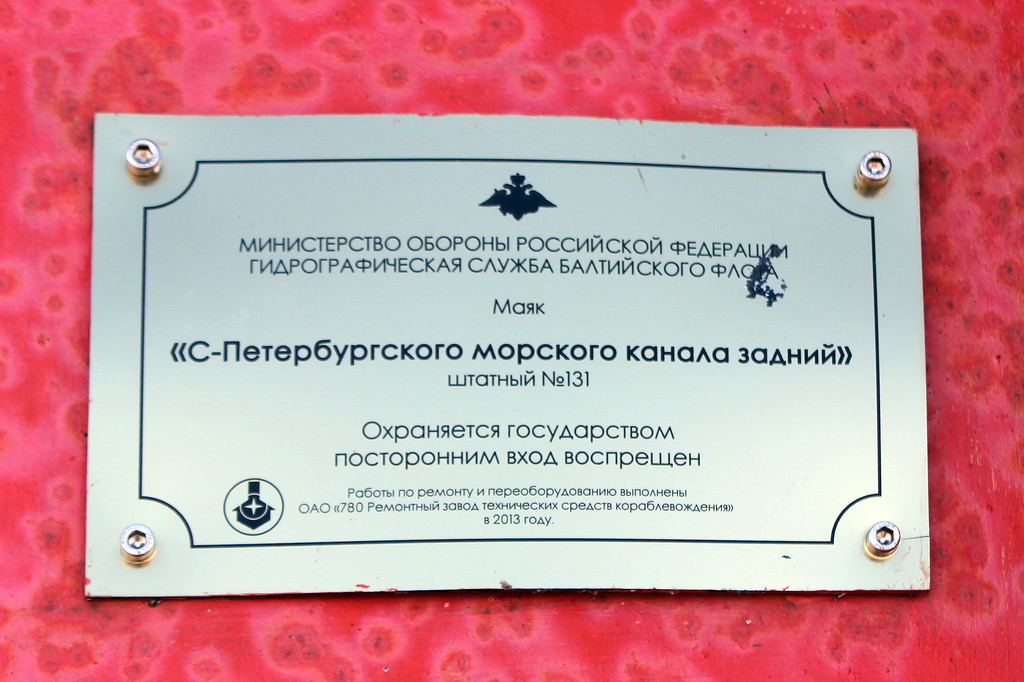 МИНИСТЕРСТВО ОБОРОНЫ РОССИЙСКОЙ ФЕДЕРАЦИИ
ГИДРОГРАФИЧЕСКАЯ СЛУЖБА БАЛТИЙСКОГО ФЛОТА
Маяк
«С-Петербургского морского канала задний»
штатный №131
Охраняется государством
посторонним вход воспрещен
Работы по ремонту и переоборудованию выполнены
ОАО «780 Ремонтный завод технических средств кораблевождения»
в 2013 году.